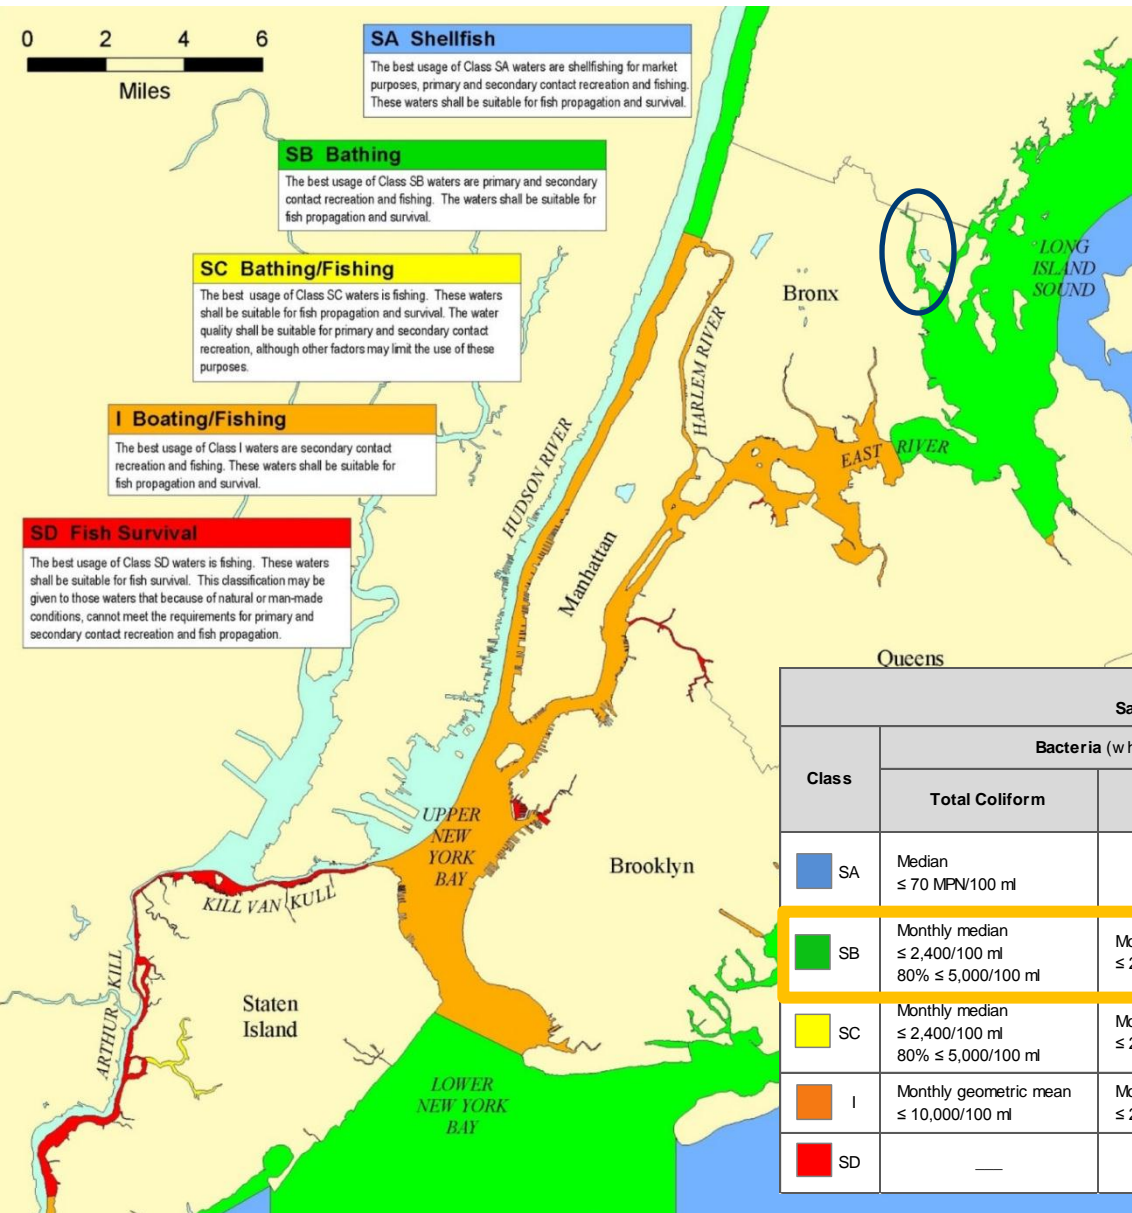 0 2 4 6
Miles
SA Shellfish
The best usage of Class SA waters are shellfishing for market
purposes, primary and secondary contact recreation and fishing.
These waters shall be suitable for fish propagation and survival.
SB Bathing
The best usage of Class SB waters are primary and secondary
contact recreation and fishing. The waters shall be suitable for
fish propagation and survival.
SC Bathing/Fishing
The best usage of Class SC waters is fishing. These waters
shall be suitable for fish propagation and survival. The water
quality shall be suitable for primary and secondary contact
recreation, although other factors may limit the use of these
purposes.
I Boating/Fishing
The best usage of Class I waters are secondary contact
recreation and fishing. These waters shall be suitable for
fish propagation and survival.
SD Fish Survival
The best usage of Class SD waters is fishing. These waters
shall be suitable for fish survival. This classification may be
given to those waters that because of natural or man-made
conditions, cannot meet the requirements for primary and
secondary contact recreation and fish propagation.
LONG
ISLAND
SOUND
Bronx
HARLEM RIVER
HUDSON RIVER
EAST RIVER
Manhattan
Queens
UPPER
NEW
YORK
BAY
Brooklyn
KILL VAN KULL
ARTHUR KILL
Staten
Island
LOWER
NEW YORK
BAY
Sa
Class
Bacteria (wh
Total Coliform
SA
Median
≤ 70 MPN/100 ml
SB
Monthly median
≤ 2,400/100 ml
80% ≤ 5,000/100 ml
Mo
≤ 2
SC
Monthly median
≤ 2,400/100 ml
80% ≤ 5,000/100 ml
Mo
≤ 2
I
Monthly geometric mean
≤ 10,000/100 ml
Mo
≤ 2
SD